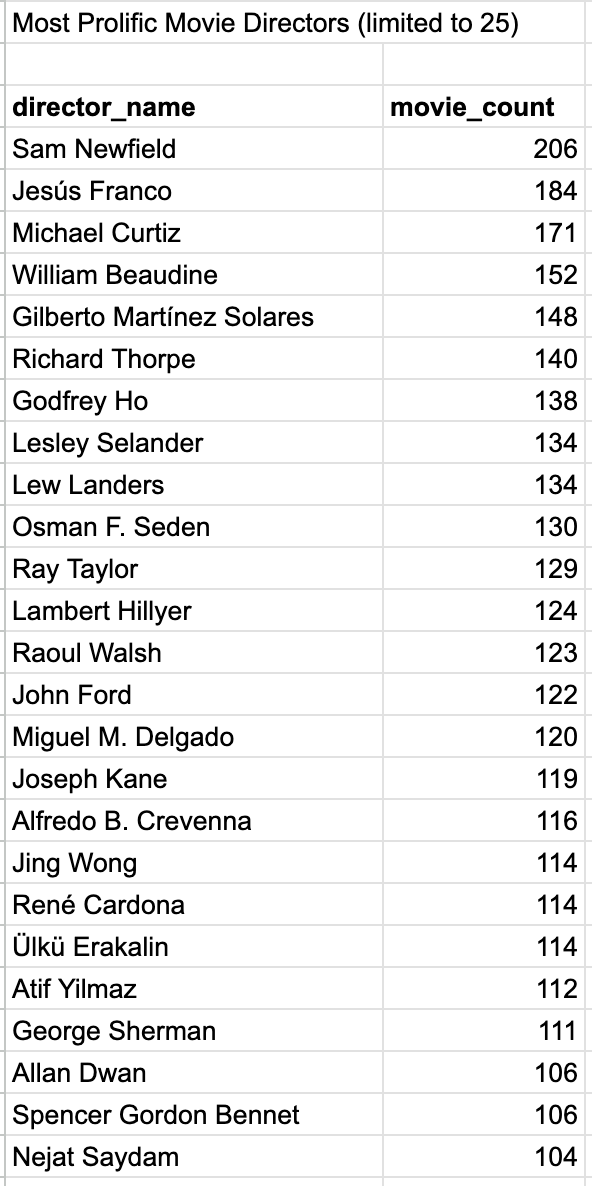 Most Prolific Movie Directors (limited to 25)
director_name movie_count
Sam Newfield 206
Jesús Franco 184
Michael Curtiz 171
William Beaudine 152
Gilberto Martínez Solares 148
Richard Thorpe 140
Godfrey Ho 138
Lesley Selander 134
Lew Landers 134
Osman F. Seden 130
Ray Taylor 129
Lambert Hillyer 124
Raoul Walsh 123
John Ford 122
Miguel M. Delgado 120
Joseph Kane 119
Alfredo B. Crevenna 116
Jing Wong 114
René Cardona 114
Ülkü Erakalin 114
Atif Yilmaz 112
George Sherman 111
Allan Dwan 106
Spencer Gordon Bennet 106
Nejat Saydam 104